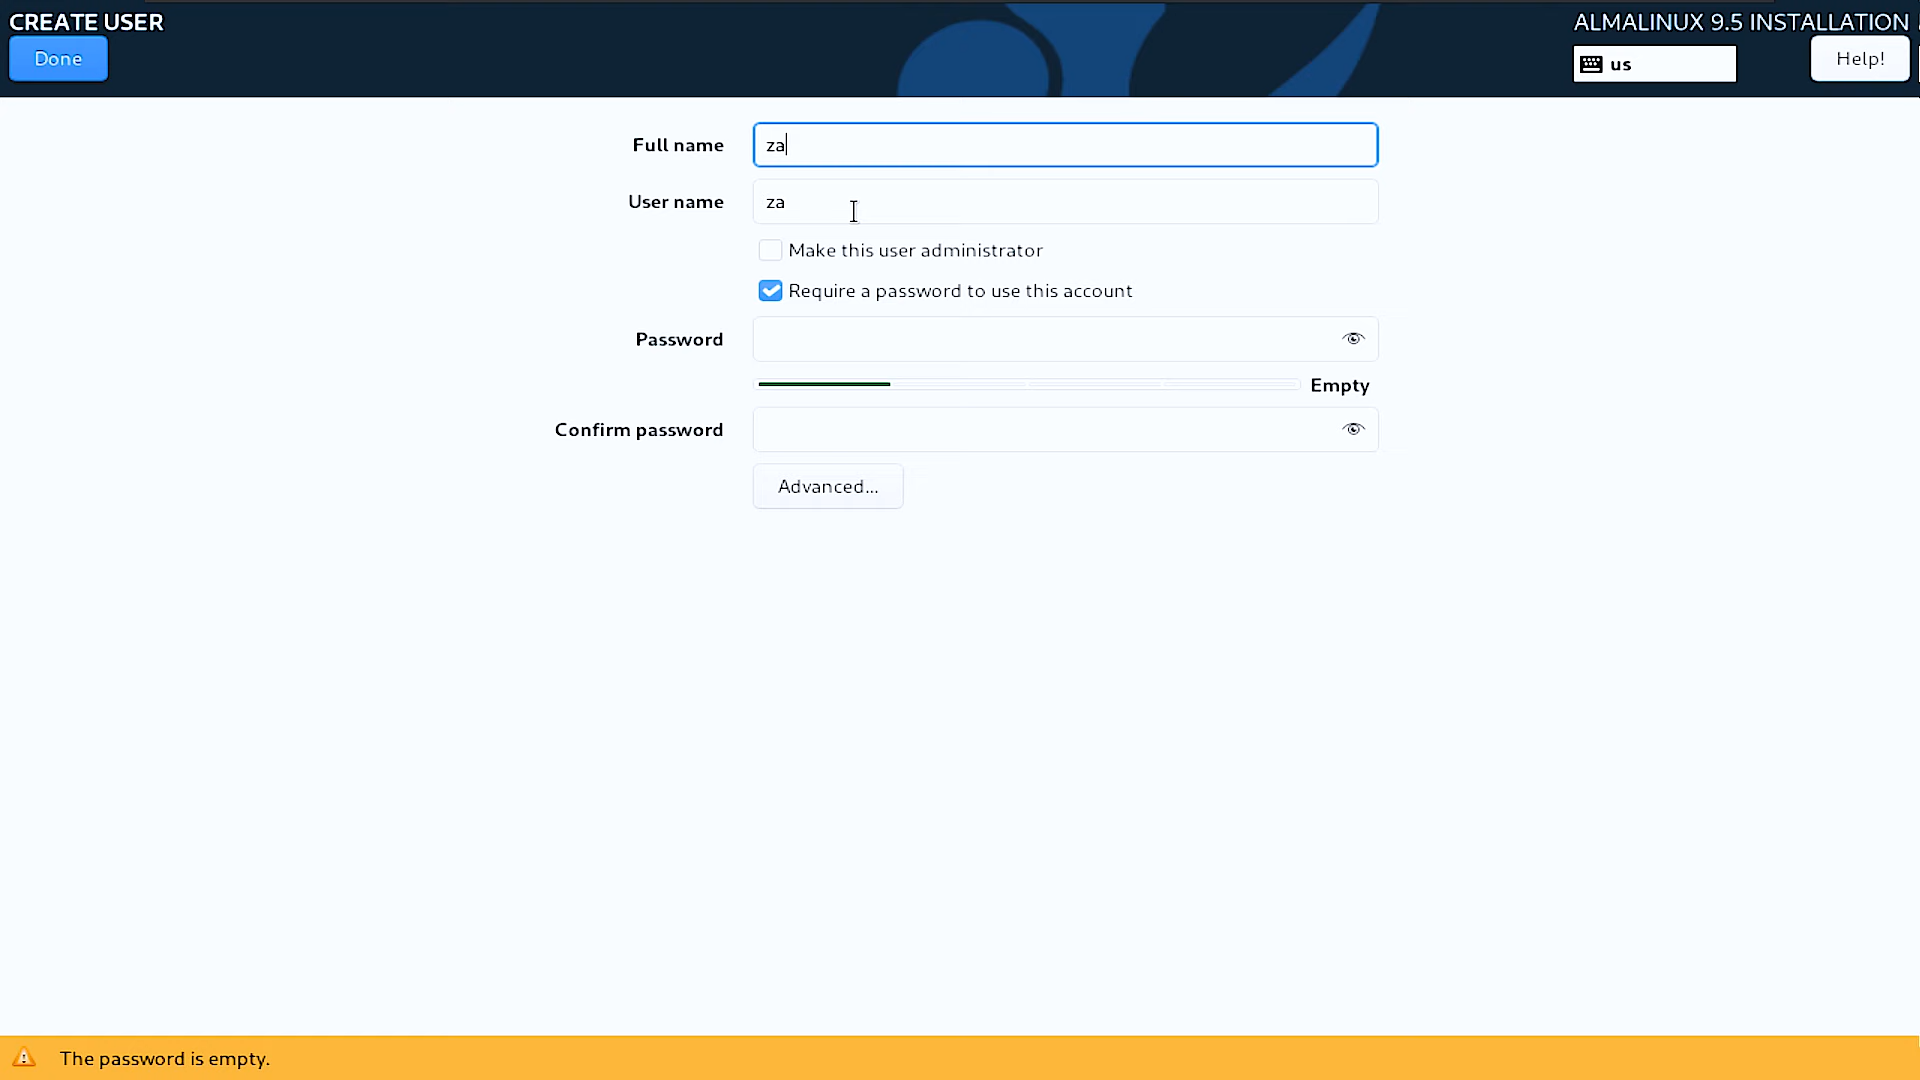 CREATE USER
ALMALINUX 9.5 INSTALLATION
Done
us
Help!
Full name
za
User name
za
Make this user administrator
Require a password to use this account
Password
Empty
Confirm password
Advanced...
The password is empty.